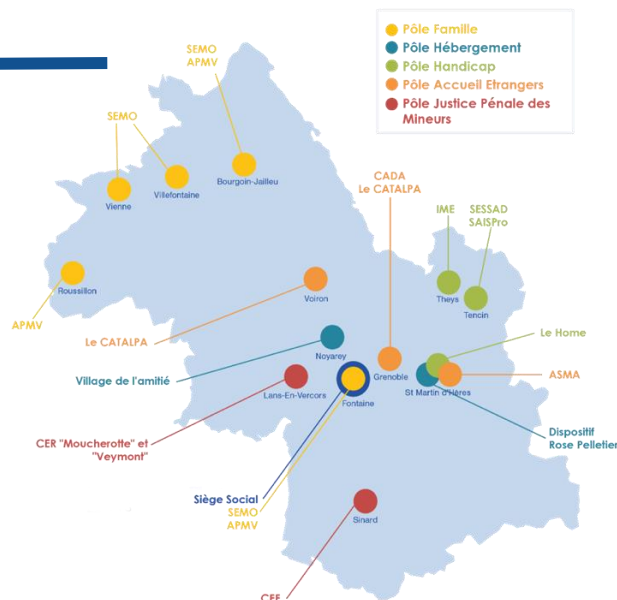 Pôle Famille
Pôle Hébergement
Pôle Handicap
Pôle Accueil Etrangers
Pôle Justice Pénale des
Mineurs
SEMO
APMV
SEMO
Bourgoin-Jailleu
Villefontaine
Vienne
CADA
Le CATALPA
IME
SESSAD
SAISPro
Roussillon
APMV
Voiron
Theys
Tencin
Le CATALPA
Noyarey
Le Home
Village de l'amitié
Grenoble
ASMA
Lans-En-Vercors
Fontaine
St Martin d'Hères
CER "Moucherotte" et
"Veymont"
Dispositif
Rose Pelletier
Siège Social
SEMO
APMV
Sinard